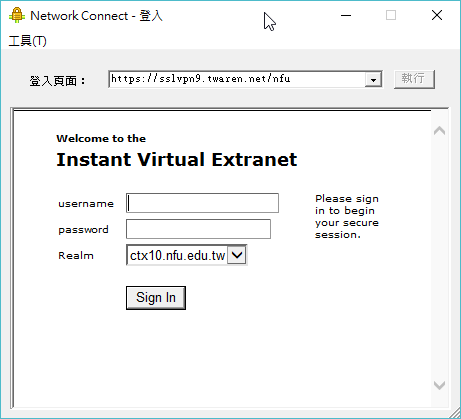 Network Connect - 登入
工具(T)
登入頁面：
https://sslvpn9.twaren.net/nfu
執行
Welcome to the
Instant Virtual Extranet
username
password
Realm
ctx10.nfu.edu.tw
Sign In
Please sign
in to begin
your secure
session.